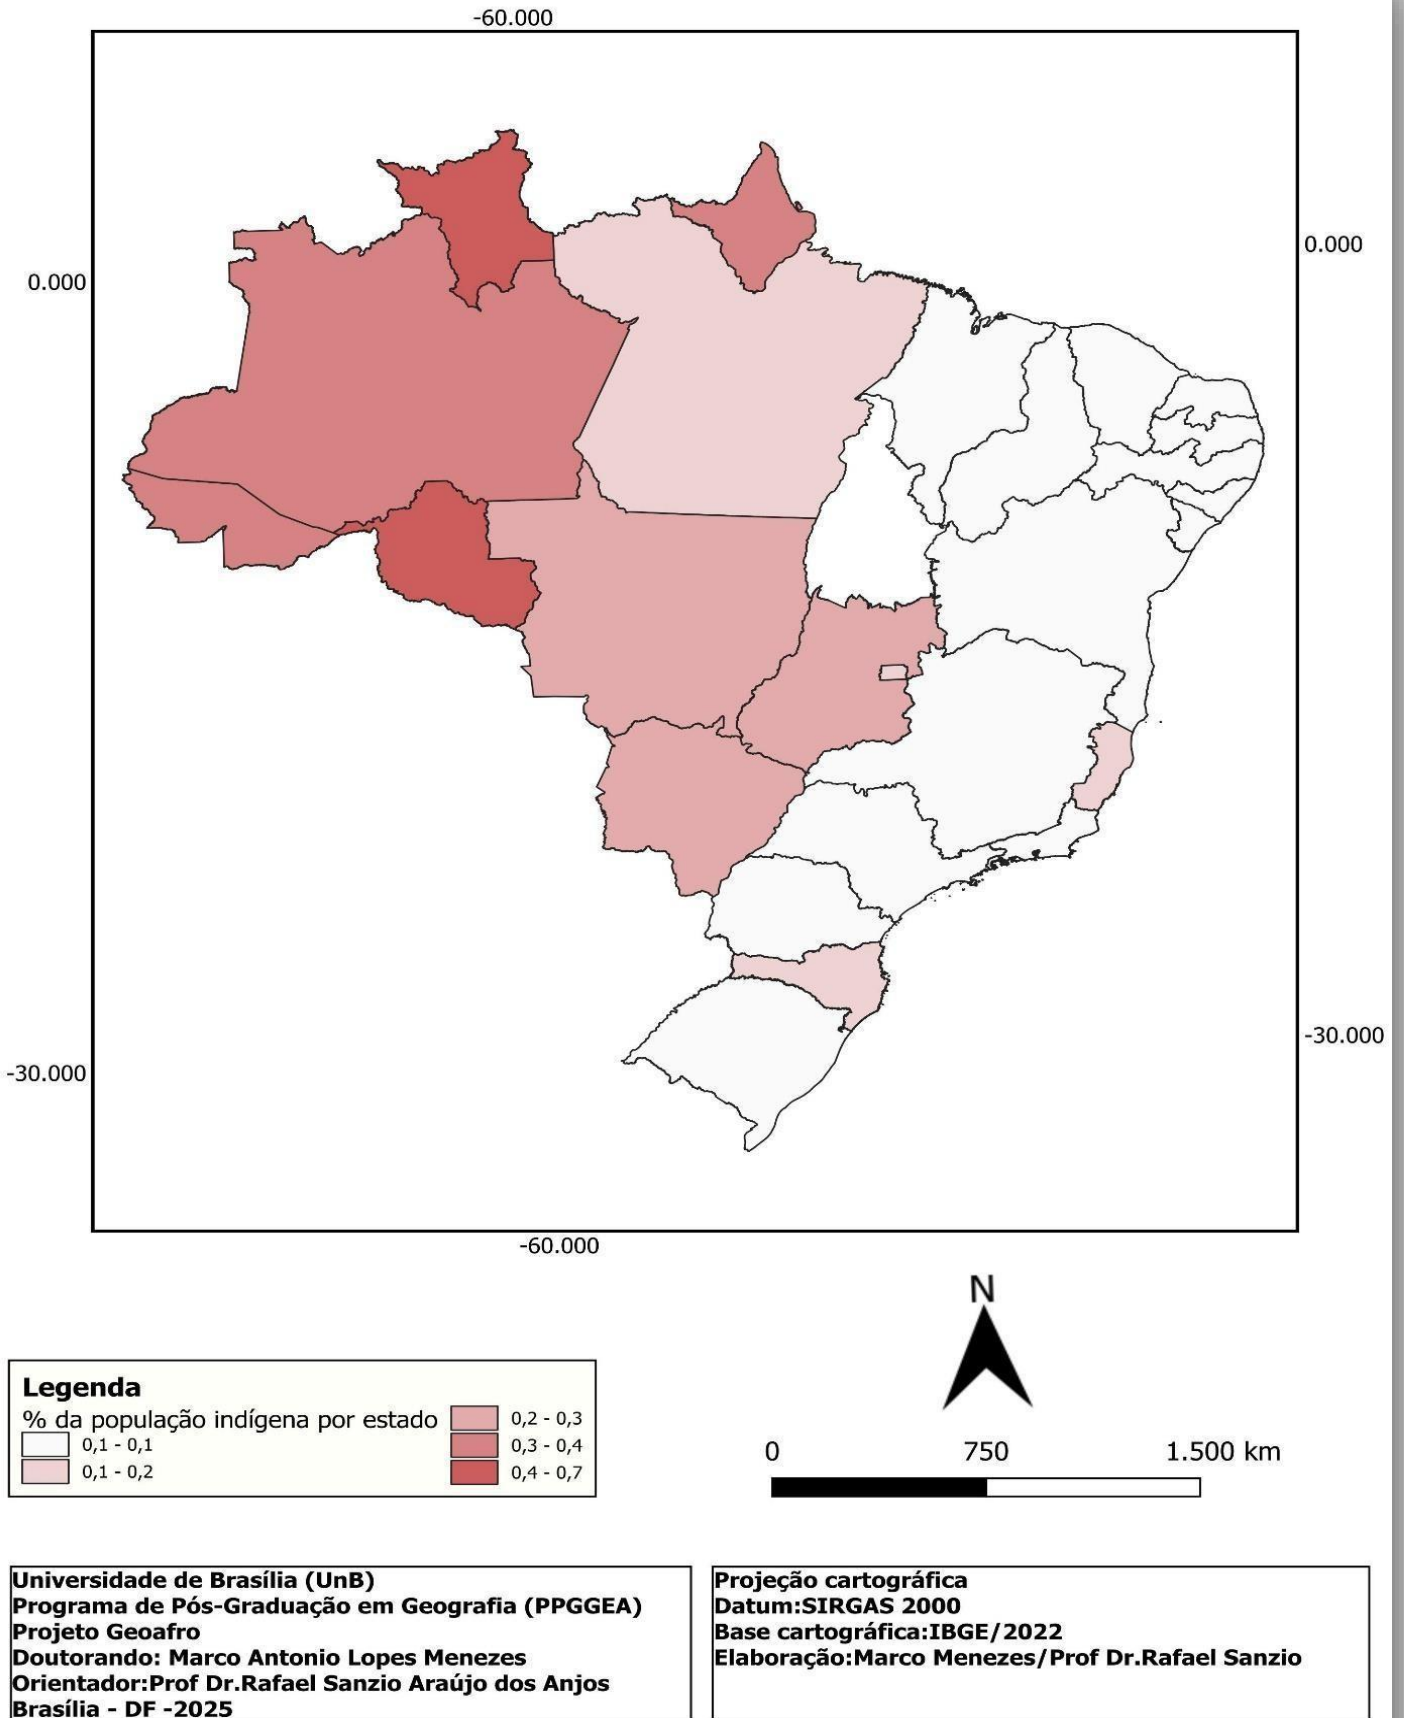 -60.000
0.000
0.000
-30.000
-30.000
-60.000
N
Legenda
% da população indígena por estado
0,1 - 0,1
0,1 - 0,2
0,2 - 0,3
0,3 - 0,4
0,4 - 0,7
0 750 1.500 km
Universidade de Brasília (UnB)
Programa de Pós-Graduação em Geografia (PPGGEA)
Projeto Geoafro
Doutorando: Marco Antonio Lopes Menezes
Orientador:Prof Dr.Rafael Sanzio Araújo dos Anjos
Brasília - DF -2025
Projeção cartográfica
Datum:SIRGAS 2000
Base cartográfica:IBGE/2022
Elaboração:Marco Menezes/Prof Dr.Rafael Sanzio